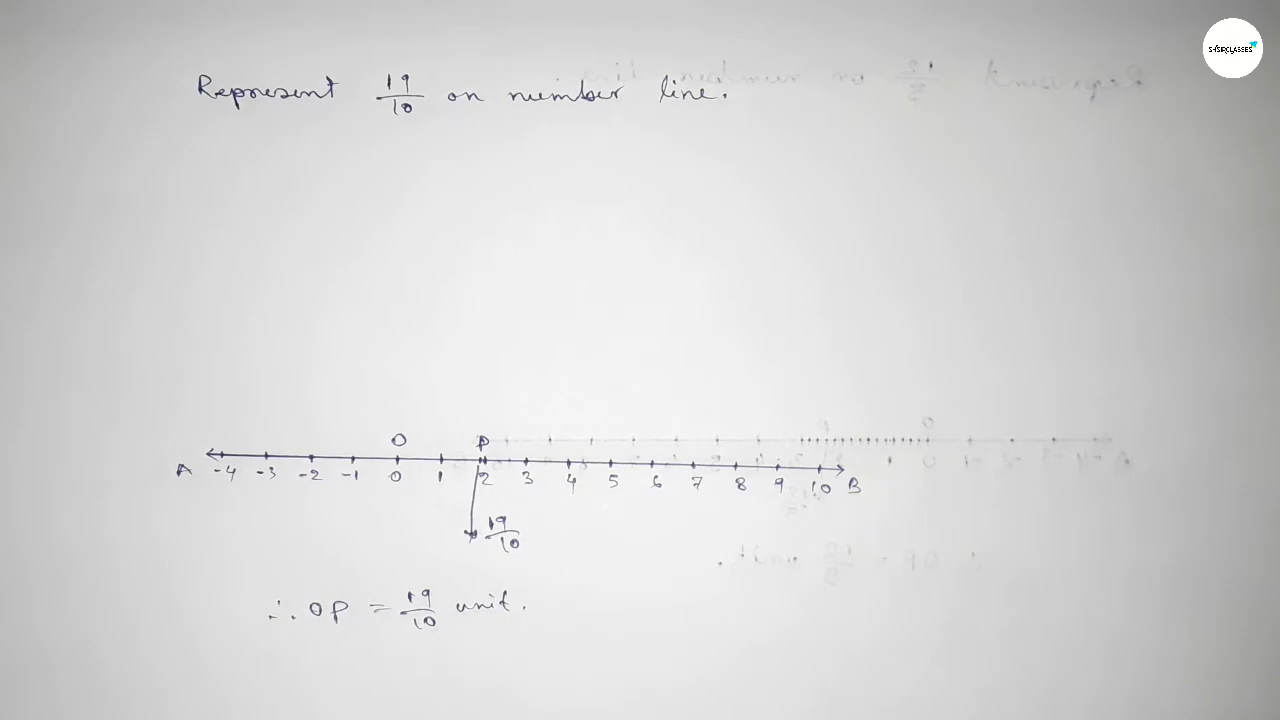 Represent 19/10 on number line.
O P
A -4 -3 -2 -1 0 1 2 3 4 5 6 7 8 9 10 B
19/10
∴ OP = 19/10 unit.